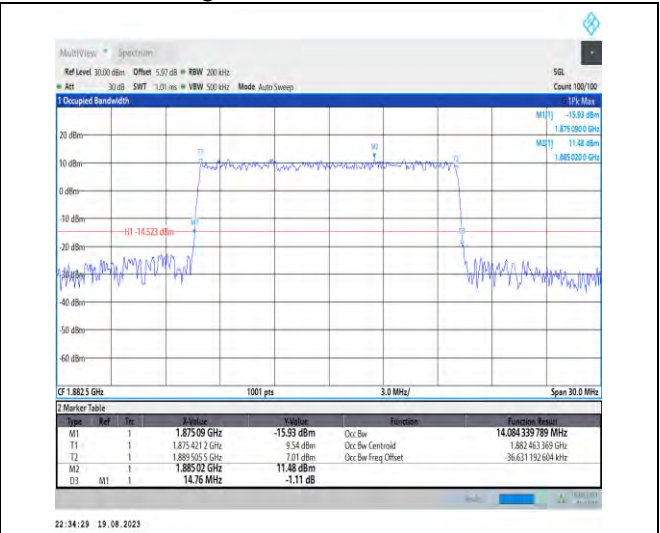 MultiView Spectrum
Ref Level 30.00 dBm Offset 5.97 dB RBW 200 kHz SGL
Att 30 dB SWT 1.01 ms VBW 500 kHz Mode Auto Sweep Count 100/100
1 Occupied Bandwidth 1Pk Max
M1[1] -15.93 dBm
1.875 090 0 GHz
20 dBm
M2[1] 11.48 dBm
1.885 020 0 GHz
T1 M2 T2
10 dBm
0 dBm
-10 dBm
M1
H1 -14.523 dBm
D3
-20 dBm
-30 dBm
-40 dBm
-50 dBm
-60 dBm
CF 1.882 5 GHz 1001 pts 3.0 MHz/ Span 30.0 MHz
2 Marker Table
Type Ref Trc X-Value Y-Value Function Function Result
M1 1 1.875 09 GHz -15.93 dBm Occ Bw 14.084 339 789 MHz
T1 1 1.875 421 2 GHz 9.54 dBm Occ Bw Centroid 1.882 463 369 GHz
T2 1 1.889 505 5 GHz 7.01 dBm Occ Bw Freq Offset -36.631 192 604 kHz
M2 1 1.885 02 GHz 11.48 dBm
D3 M1 1 14.76 MHz -1.11 dB
22:34:29 19.08.2023